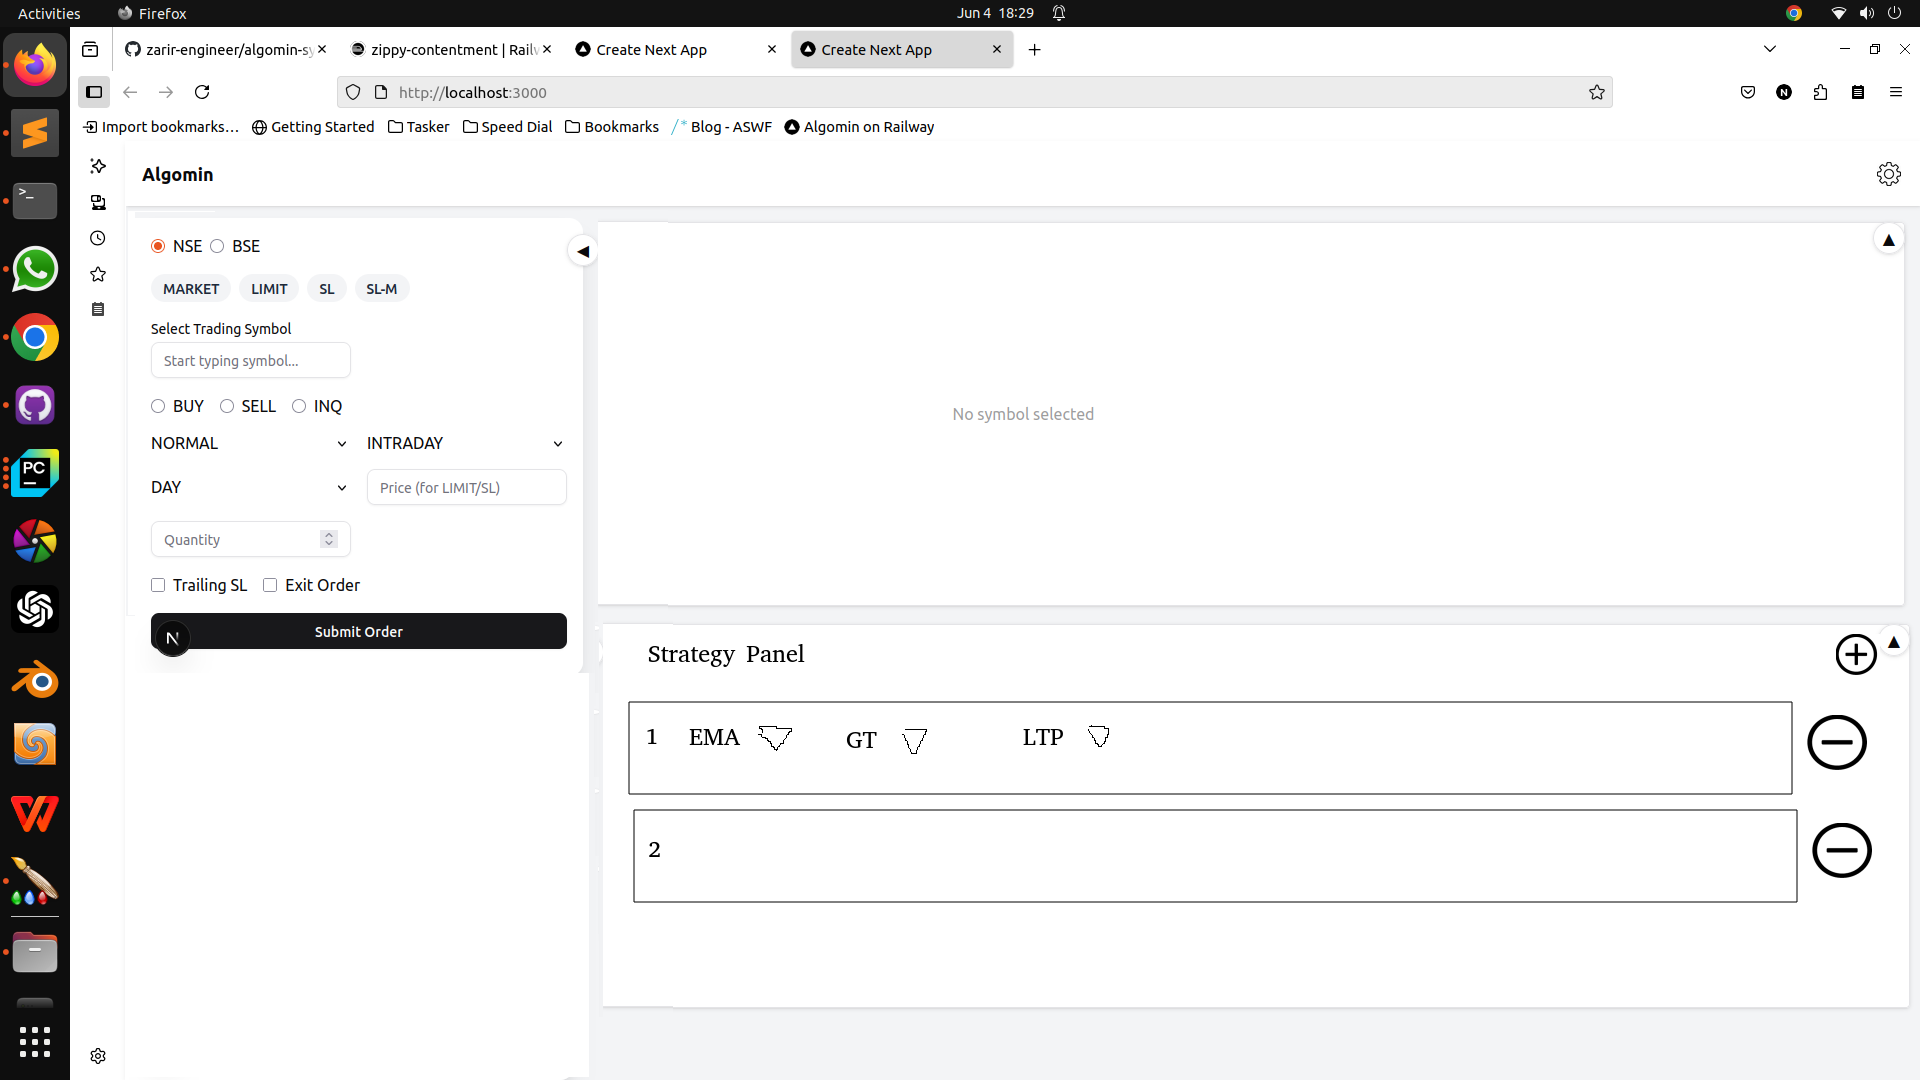 Activities
Firefox
Jun 4 18:29
zarir-engineer/algomin-sy
zippy-contentment | Railw
Create Next App
Create Next App
http://localhost:3000
Import bookmarks…
Getting Started
Tasker
Speed Dial
Bookmarks
Blog - ASWF
Algomin on Railway
Algomin
NSE
BSE
MARKET
LIMIT
SL
SL-M
Select Trading Symbol
Start typing symbol...
BUY
SELL
INQ
NORMAL
INTRADAY
DAY
Price (for LIMIT/SL)
Quantity
Trailing SL
Exit Order
Submit Order
N
No symbol selected
Strategy Panel
1 EMA GT LTP
2
PC